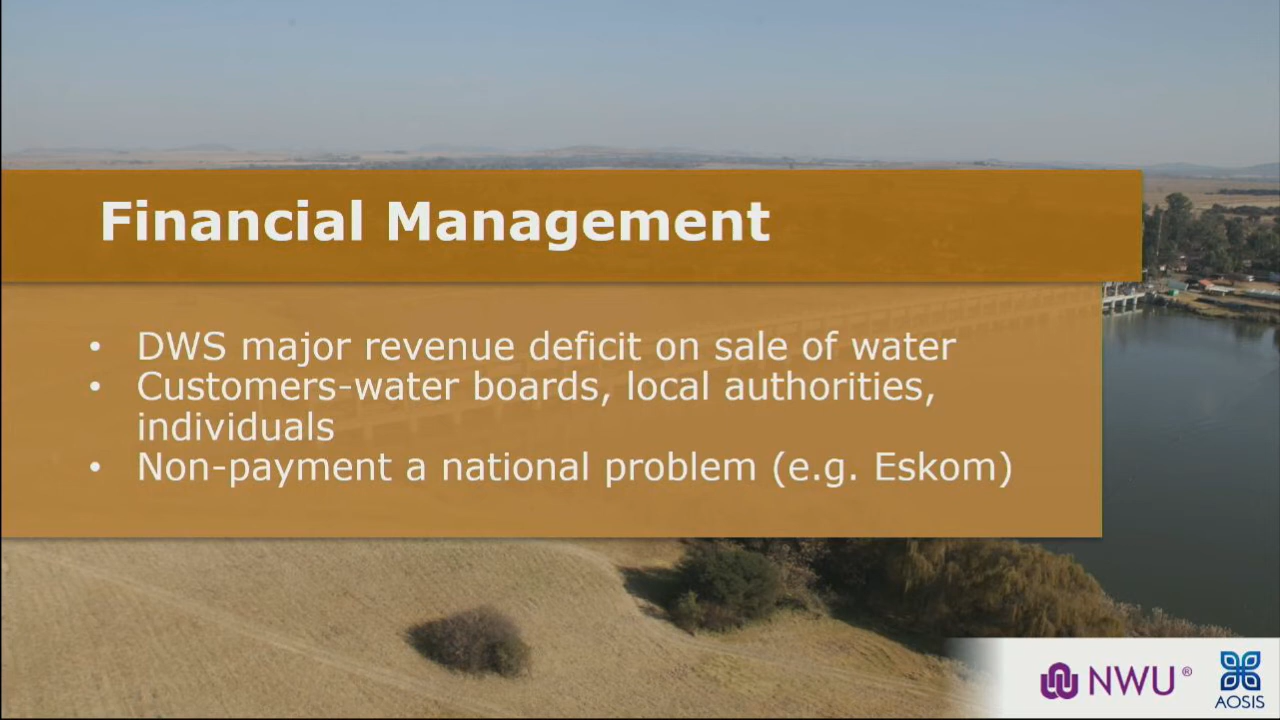 Financial Management
• DWS major revenue deficit on sale of water
• Customers-water boards, local authorities,
individuals
• Non-payment a national problem (e.g. Eskom)
NWU®
AOSIS